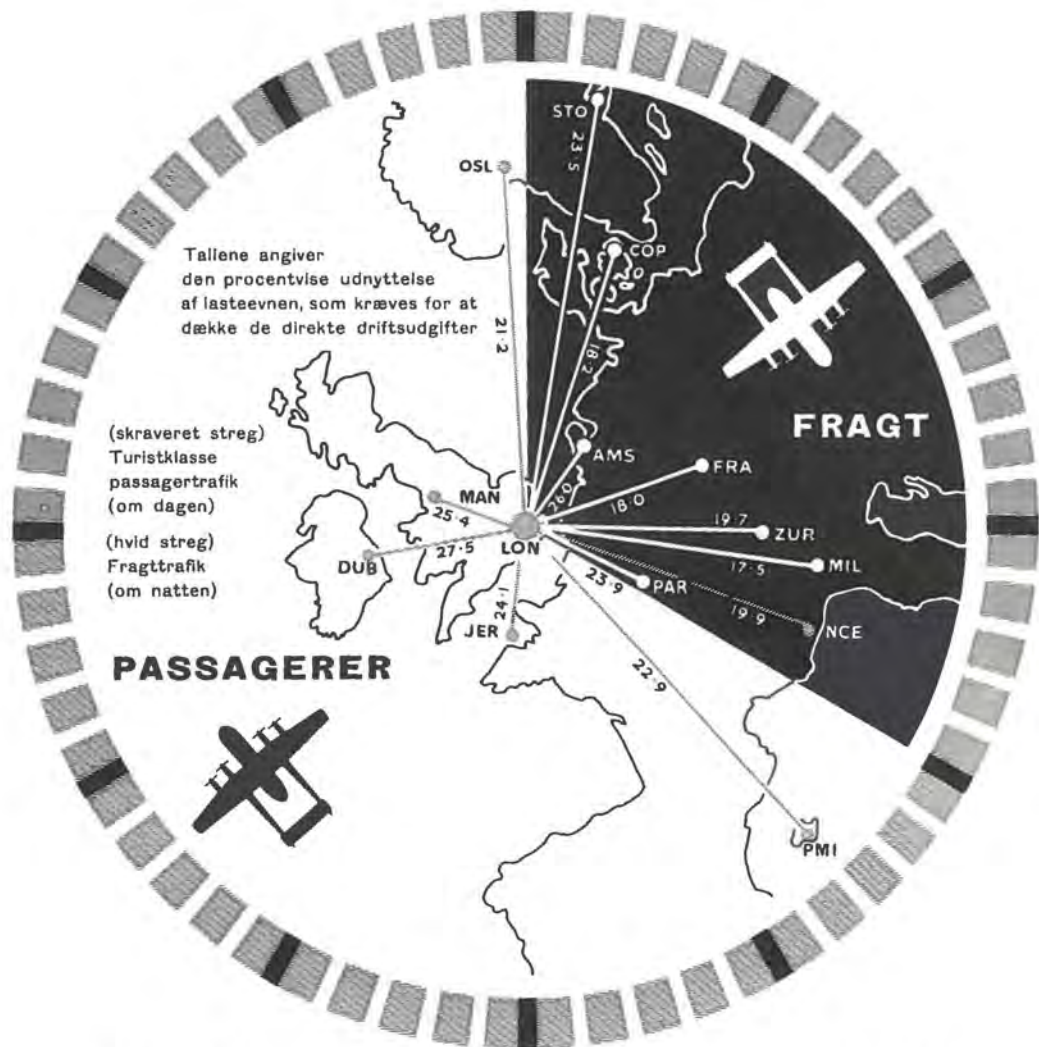 STO
23.5
OSL
COP
Tallene angiver
den procentvise udnyttelse
af lasteevnen, som kræves for at
dække de direkte driftsudgifter
21.2
18.2
FRAGT
(skraveret streg)
Turistklasse
passagertrafik
(om dagen)
AMS
FRA
MAN
26.0
18.0
25.4
19.7
(hvid streg)
Fragttrafik
(om natten)
LON
ZUR
27.5
DUB
17.5
MIL
23.9
PAR
24.1
19.9
JER
NCE
PASSAGERER
22.9
PMI